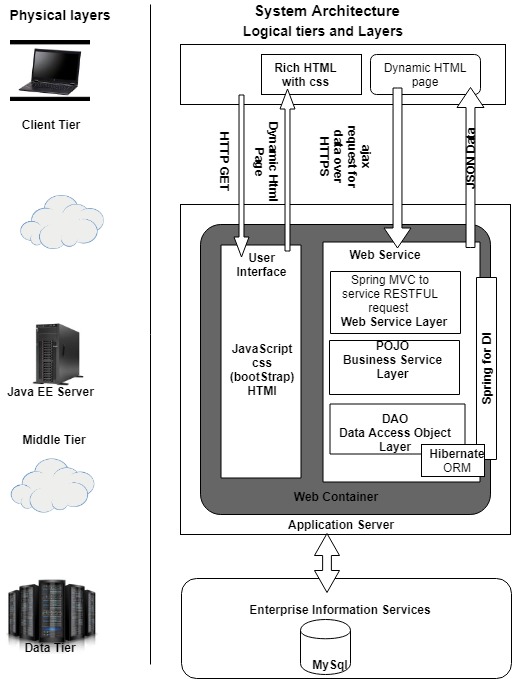 Physical layers
System Architecture
Logical tiers and Layers
Rich HTML
with css
Dynamic HTML
page
Client Tier
HTTP GET
Dynamic Html
Page
ajax
request for
data over
HTTPS
JSON Data
User
Interface
JavaScript
css
(bootStrap)
HTMl
Web Service
Spring MVC to
service RESTFUL
request
Web Service Layer
POJO
Business Service
Layer
DAO
Data Access Object
Layer
Hibernate
ORM
Spring for DI
Web Container
Application Server
Java EE Server
Middle Tier
Enterprise Information Services
MySql
Data Tier